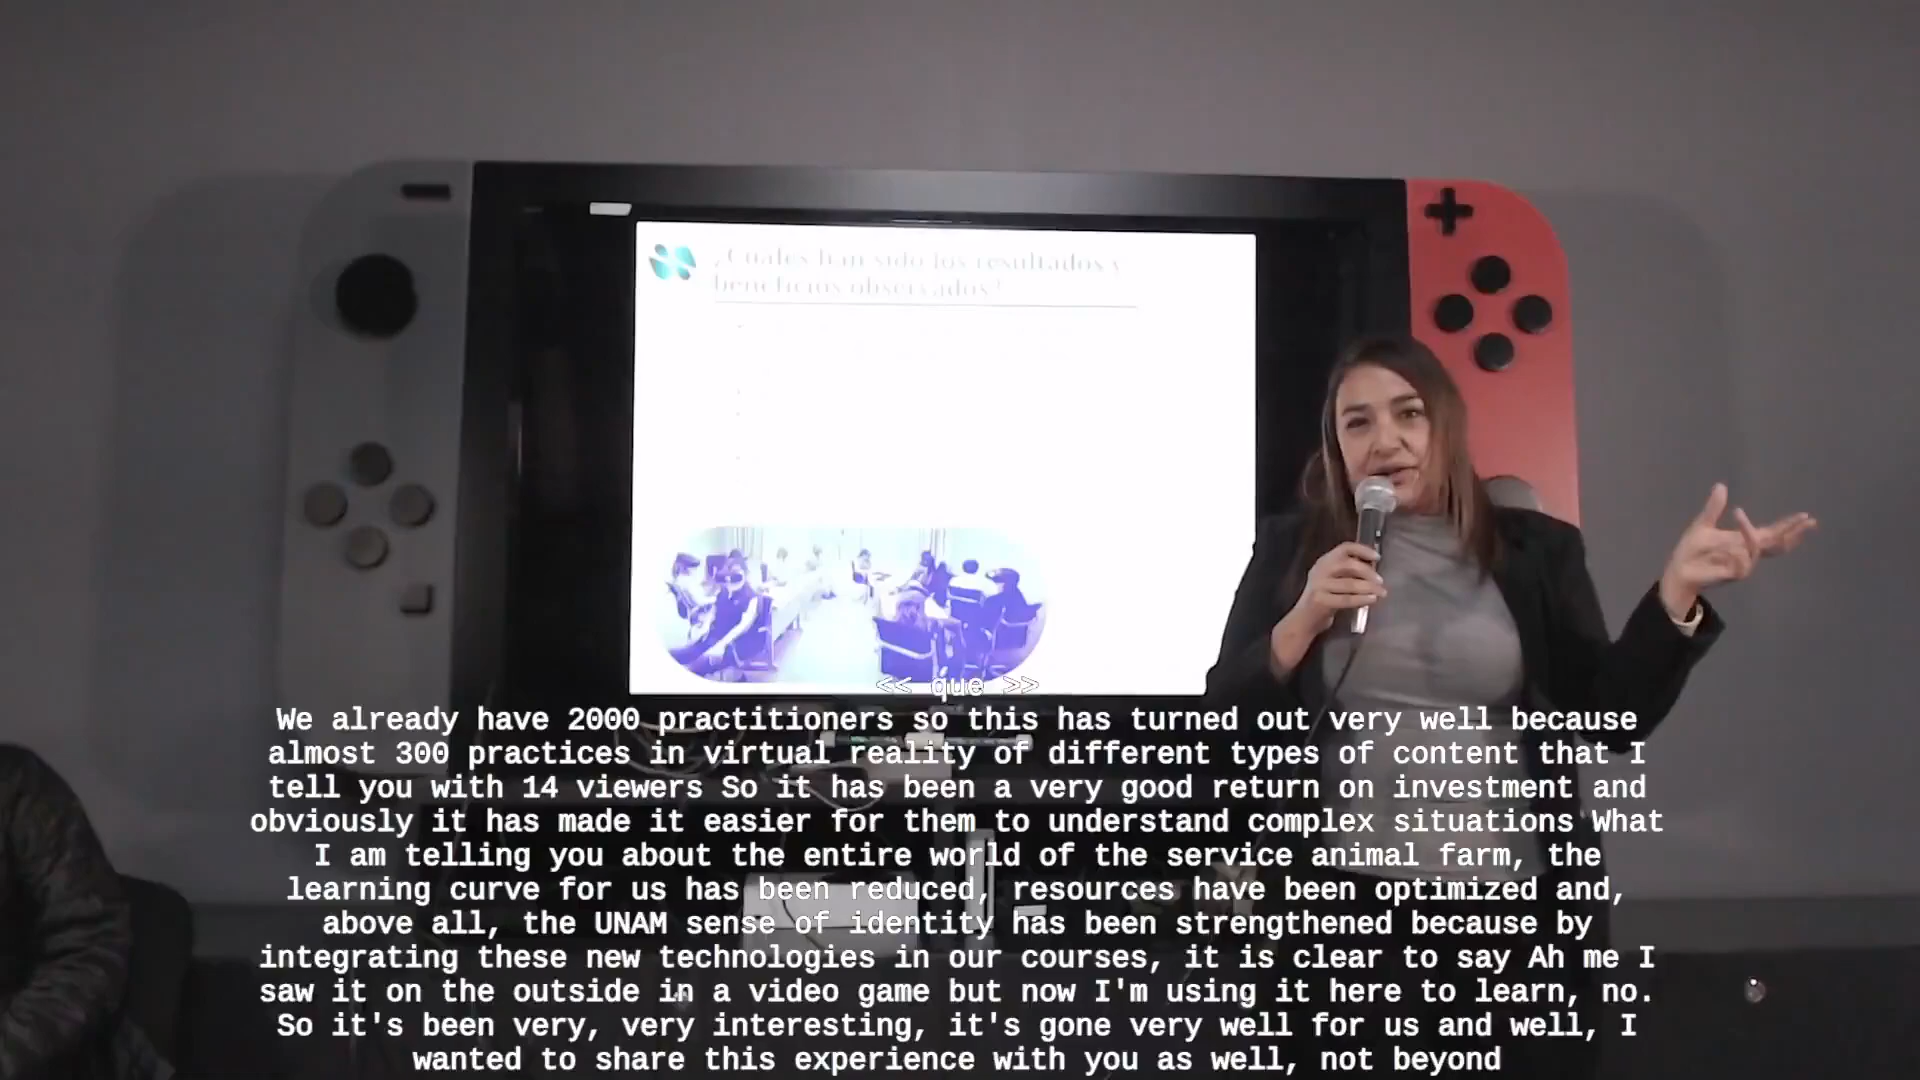 ¿Cuáles han sido los resultados y
beneficios observados?
<< que >>
We already have 2000 practitioners so this has turned out very well because
almost 300 practices in virtual reality of different types of content that I
tell you with 14 viewers So it has been a very good return on investment and
obviously it has made it easier for them to understand complex situations What
I am telling you about the entire world of the service animal farm, the
learning curve for us has been reduced, resources have been optimized and,
above all, the UNAM sense of identity has been strengthened because by
integrating these new technologies in our courses, it is clear to say Ah me I
saw it on the outside in a video game but now I'm using it here to learn, no.
So it's been very, very interesting, it's gone very well for us and well, I
wanted to share this experience with you as well, not beyond